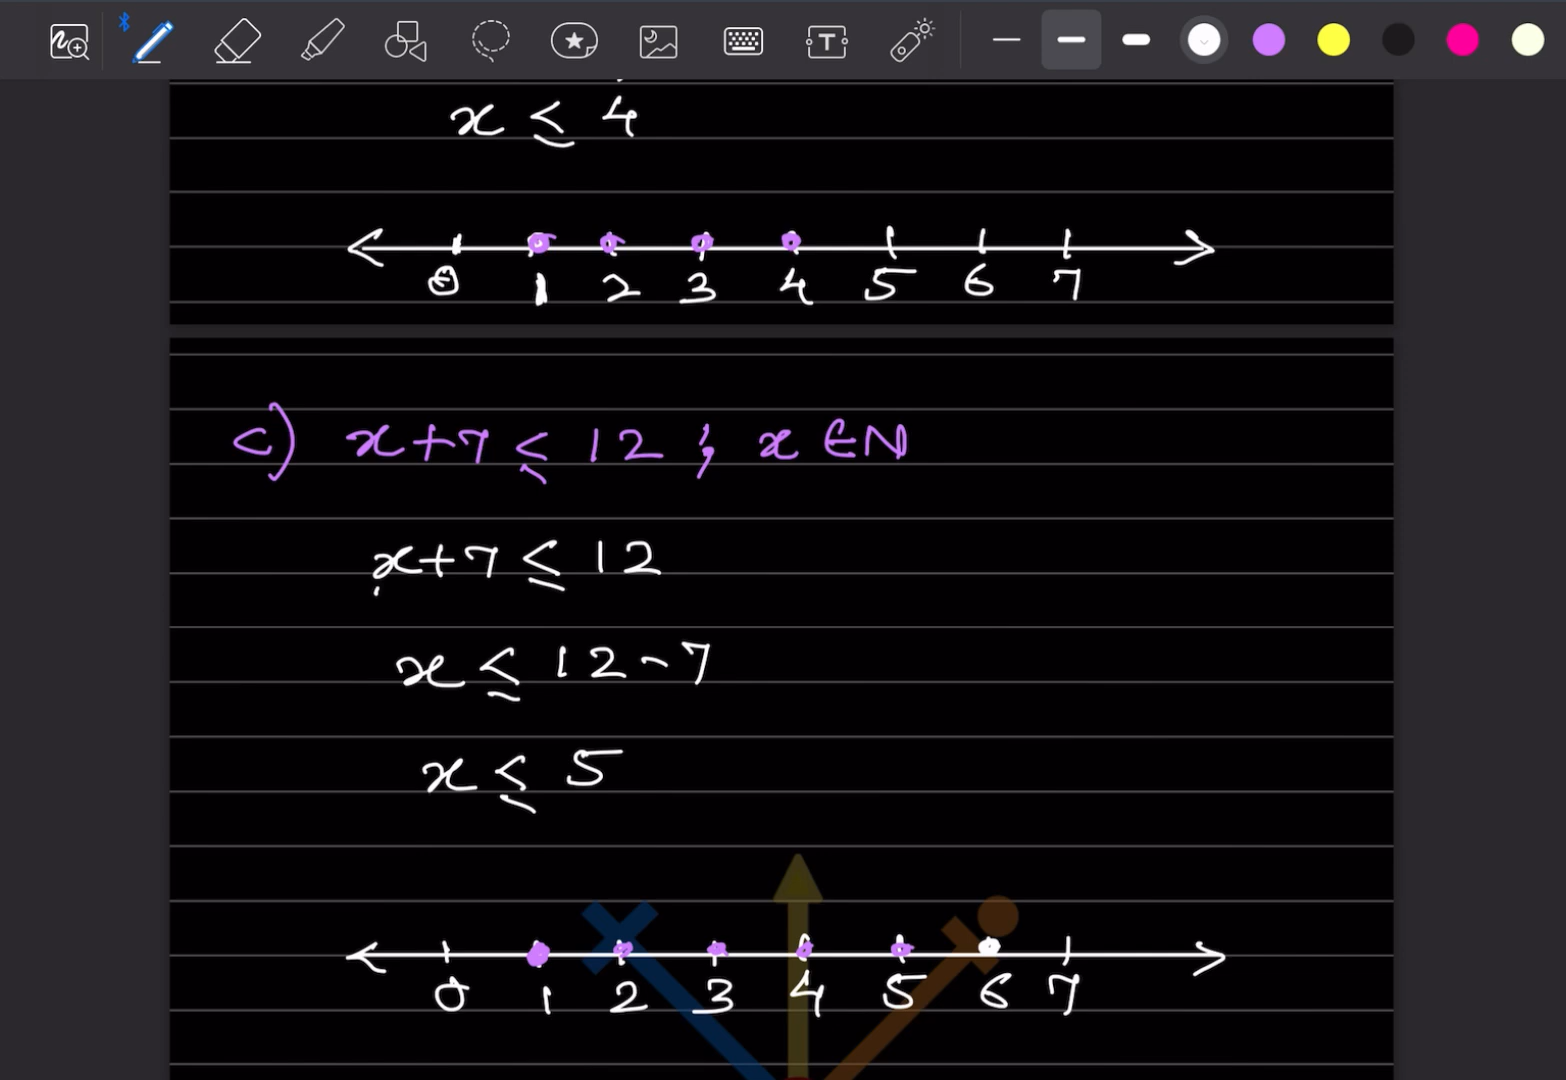 x ≤ 4
0 1 2 3 4 5 6 7
c) x+7 ≤ 12 ; x ∈ N
x+7 ≤ 12
x ≤ 12-7
x ≤ 5
0 1 2 3 4 5 6 7